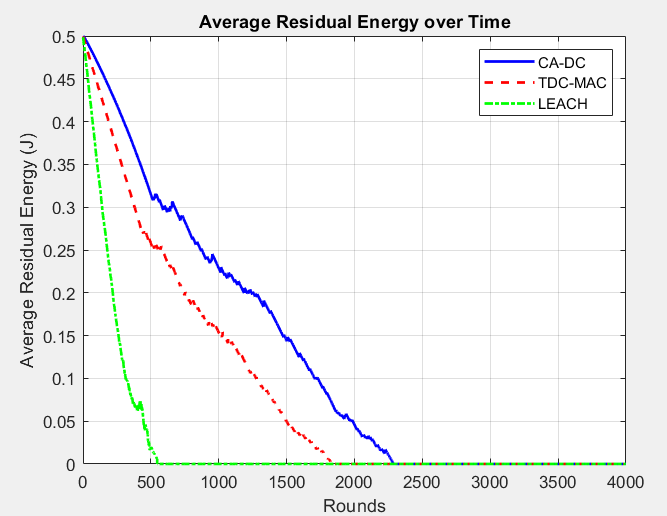 Average Residual Energy over Time
CA-DC
TDC-MAC
LEACH
Average Residual Energy (J)
0.5
0.45
0.4
0.35
0.3
0.25
0.2
0.15
0.1
0.05
0
0 500 1000 1500 2000 2500 3000 3500 4000
Rounds